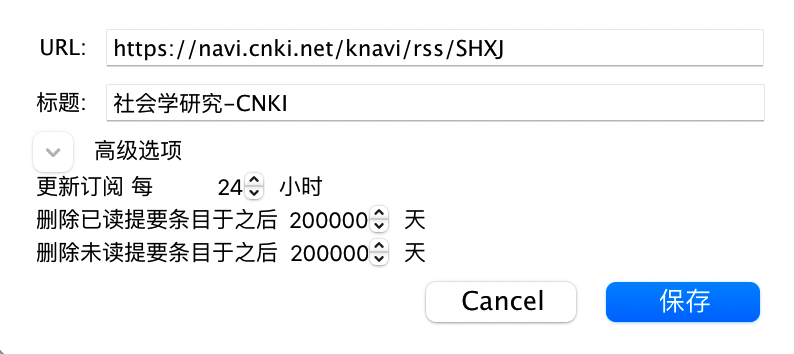 URL: https://navi.cnki.net/knavi/rss/SHXJ
标题: 社会学研究-CNKI
高级选项
更新订阅 每 24 小时
删除已读提要条目于之后 200000 天
删除未读提要条目于之后 200000 天
Cancel 保存